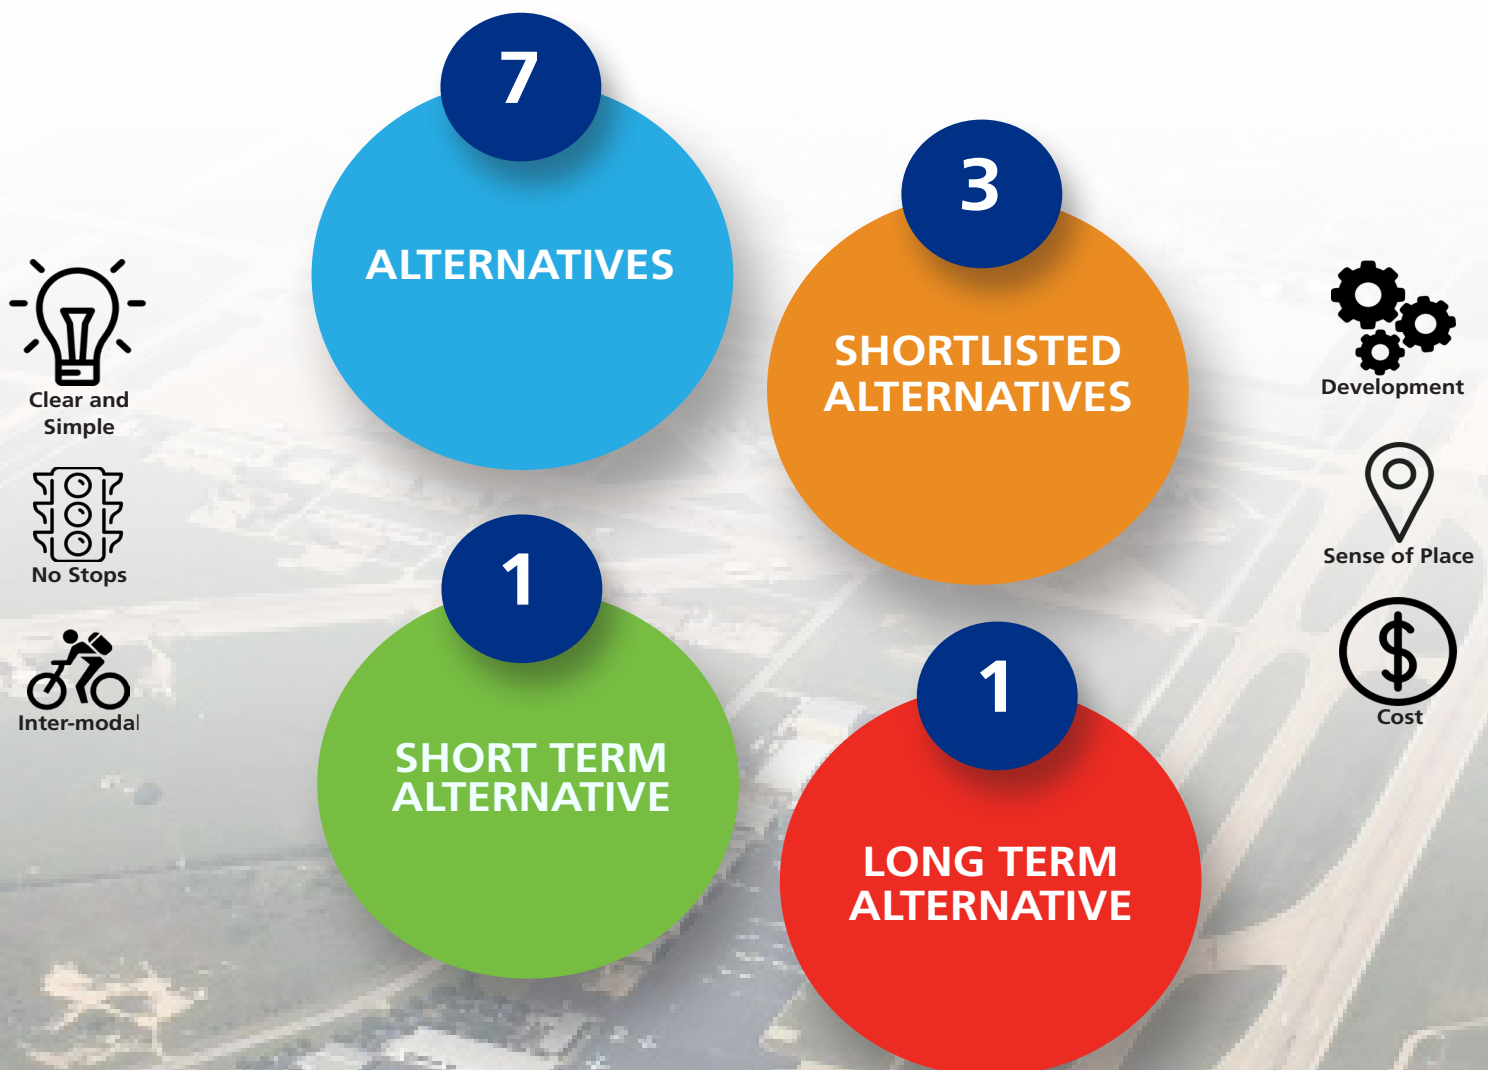 7
ALTERNATIVES
3
SHORTLISTED
ALTERNATIVES
1
SHORT TERM
ALTERNATIVE
1
LONG TERM
ALTERNATIVE
Clear and
Simple
No Stops
Inter-modal
Development
Sense of Place
$
Cost